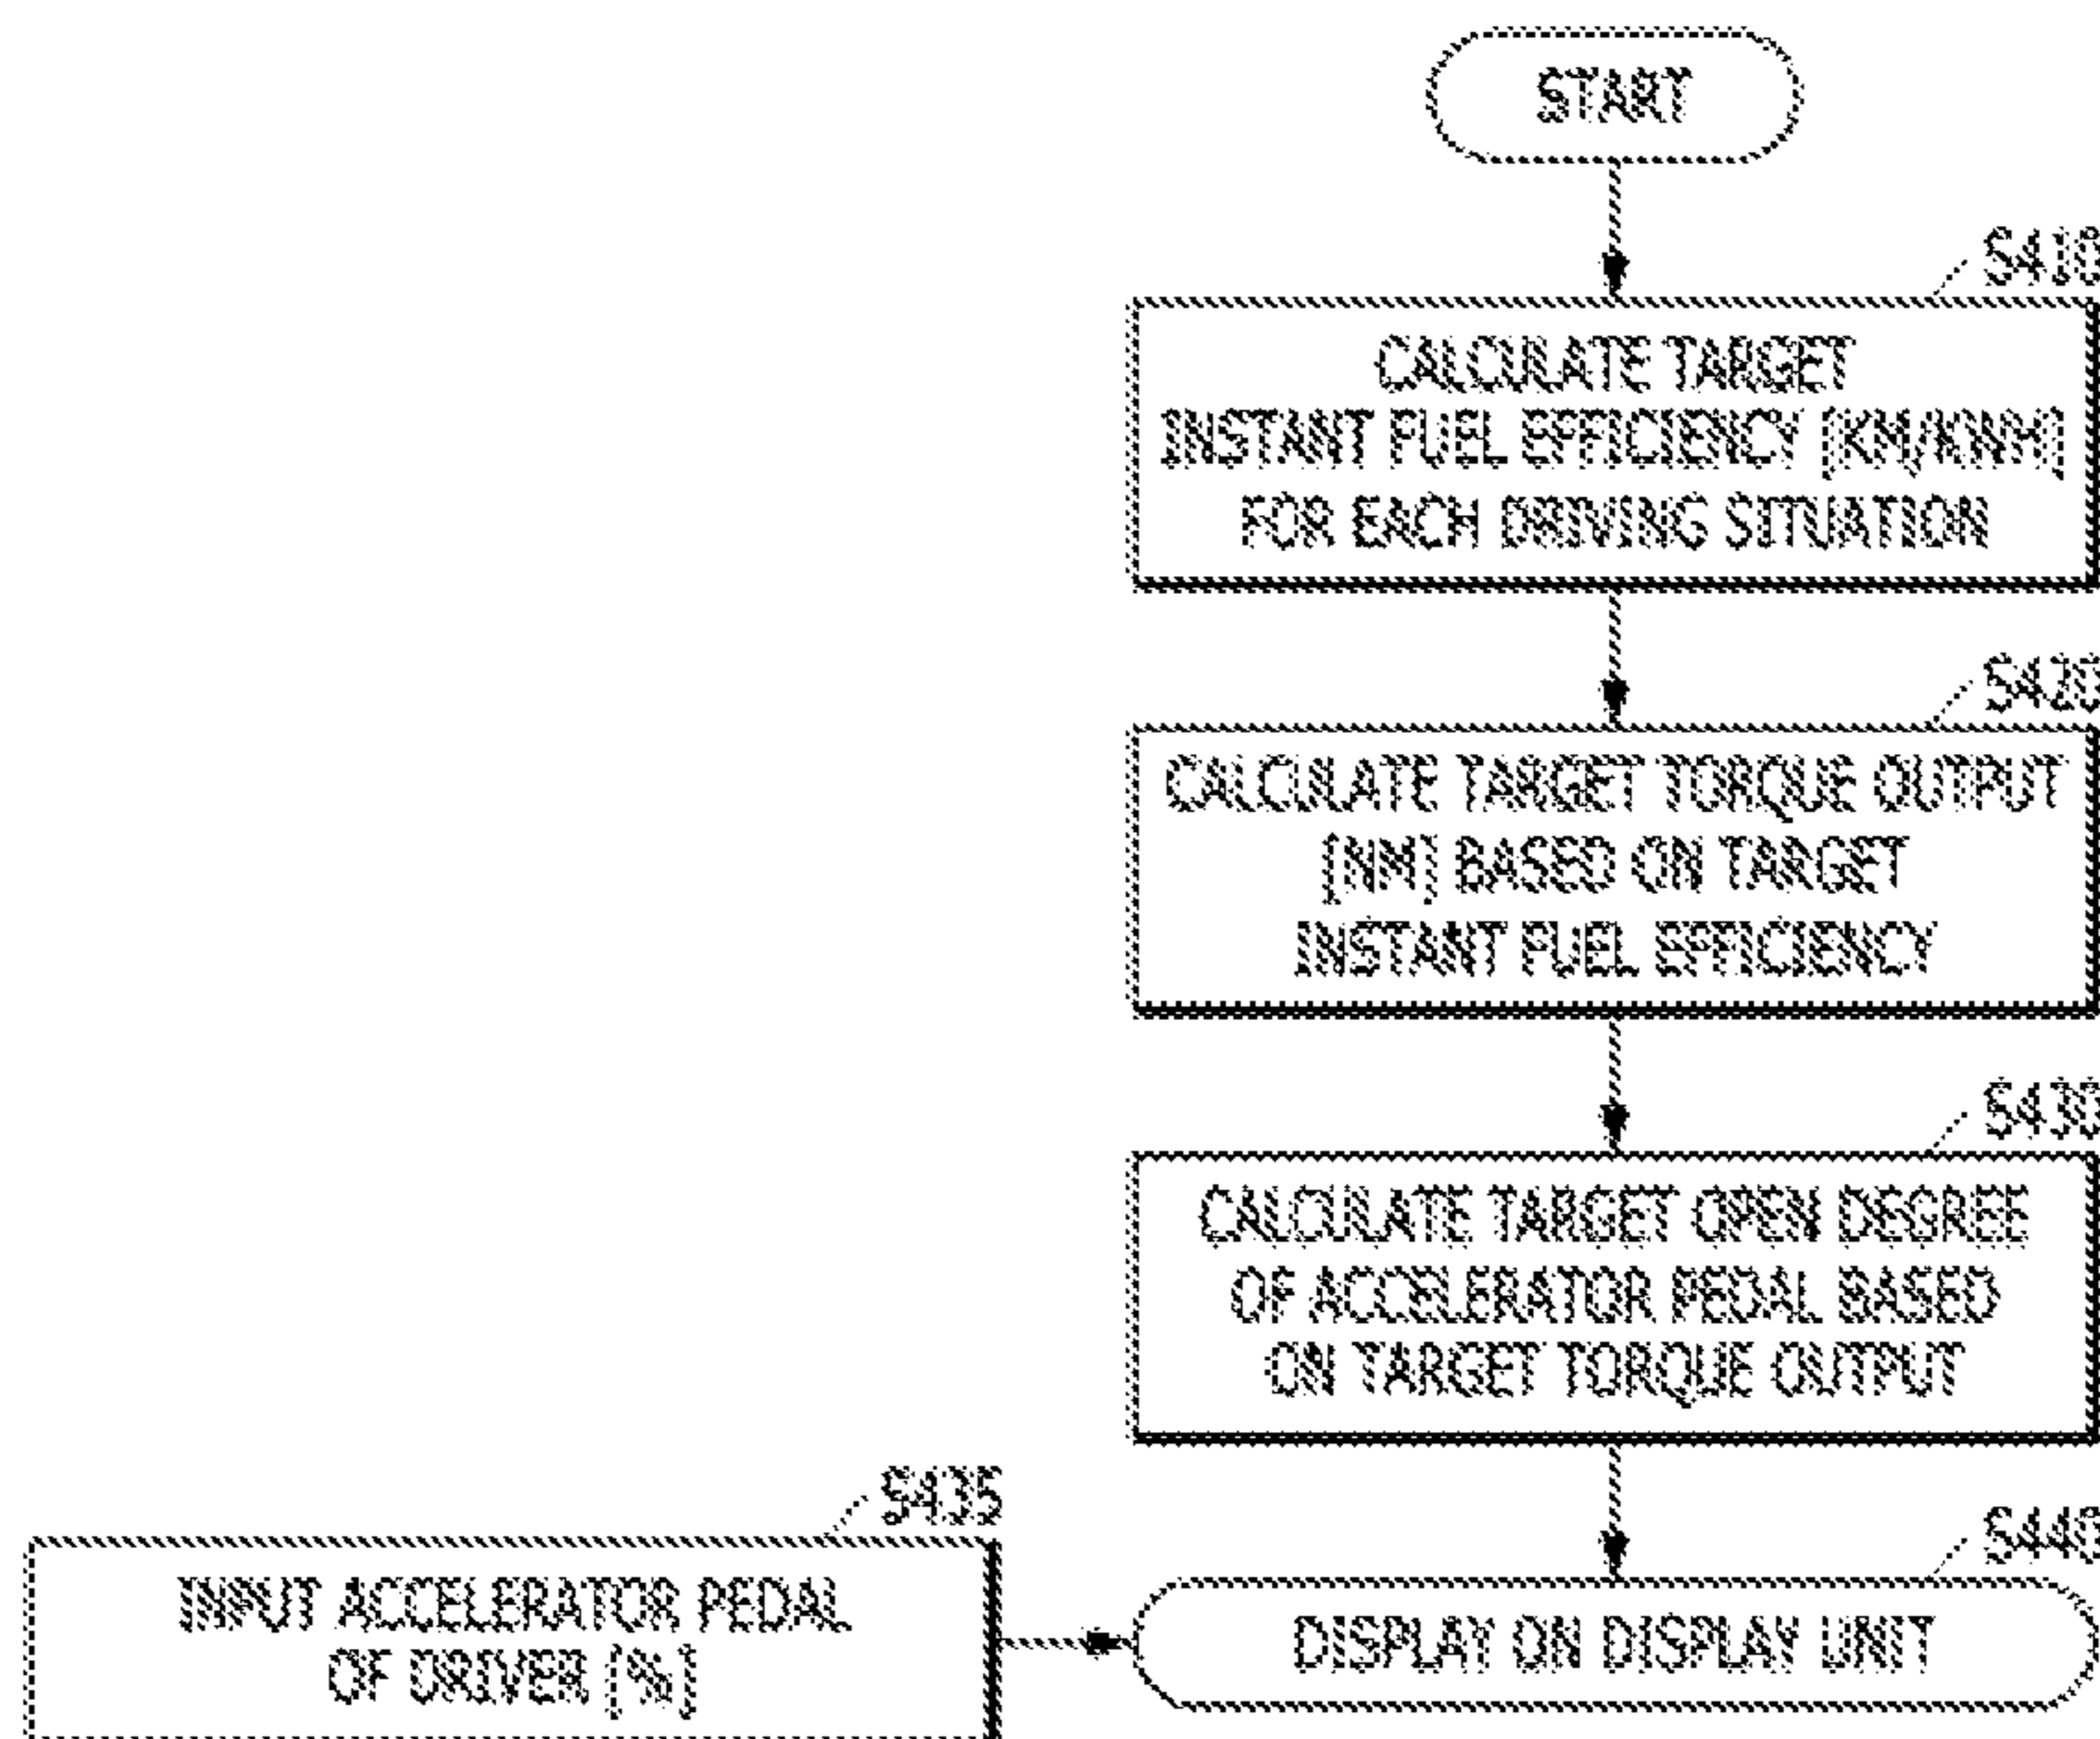 START
S410
CALCULATE TARGET
INSTANT FUEL EFFICIENCY [KM/KWH]
FOR EACH DRIVING SITUATION
S420
CALCULATE TARGET TORQUE OUTPUT
[NM] BASED ON TARGET
INSTANT FUEL EFFICIENCY
S430
CALCULATE TARGET OPEN DEGREE
OF ACCELERATOR PEDAL BASED
ON TARGET TORQUE OUTPUT
S435
INPUT ACCELERATOR PEDAL
OF DRIVER [%]
S440
DISPLAY ON DISPLAY UNIT